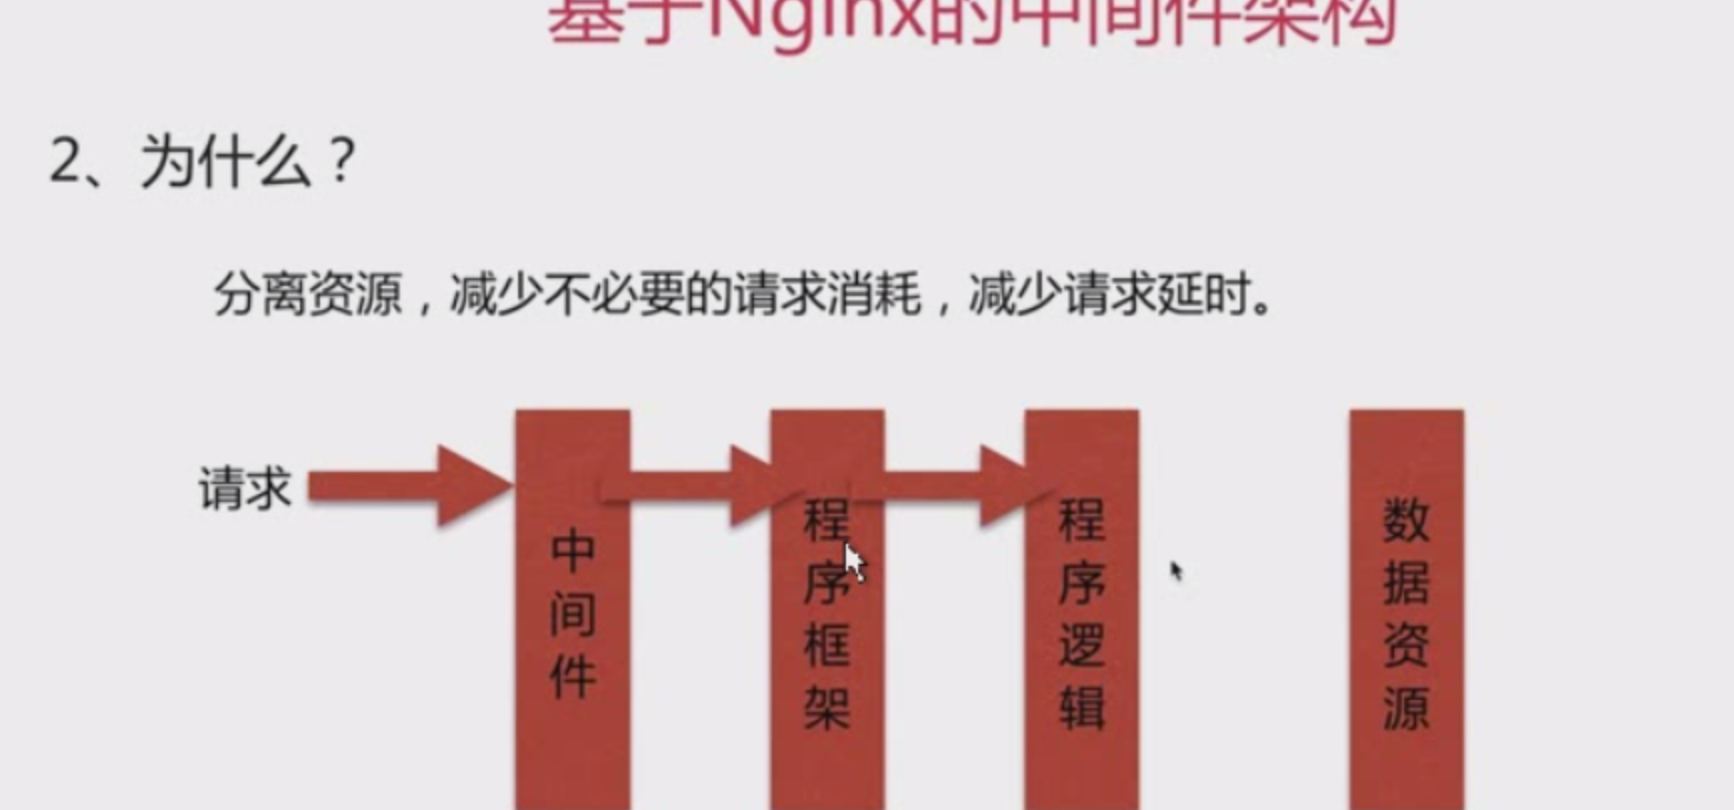 基于Nginx的中间件架构
2、为什么？
分离资源，减少不必要的请求消耗，减少请求延时。
请求
中间件
程序框架
程序逻辑
数据资源